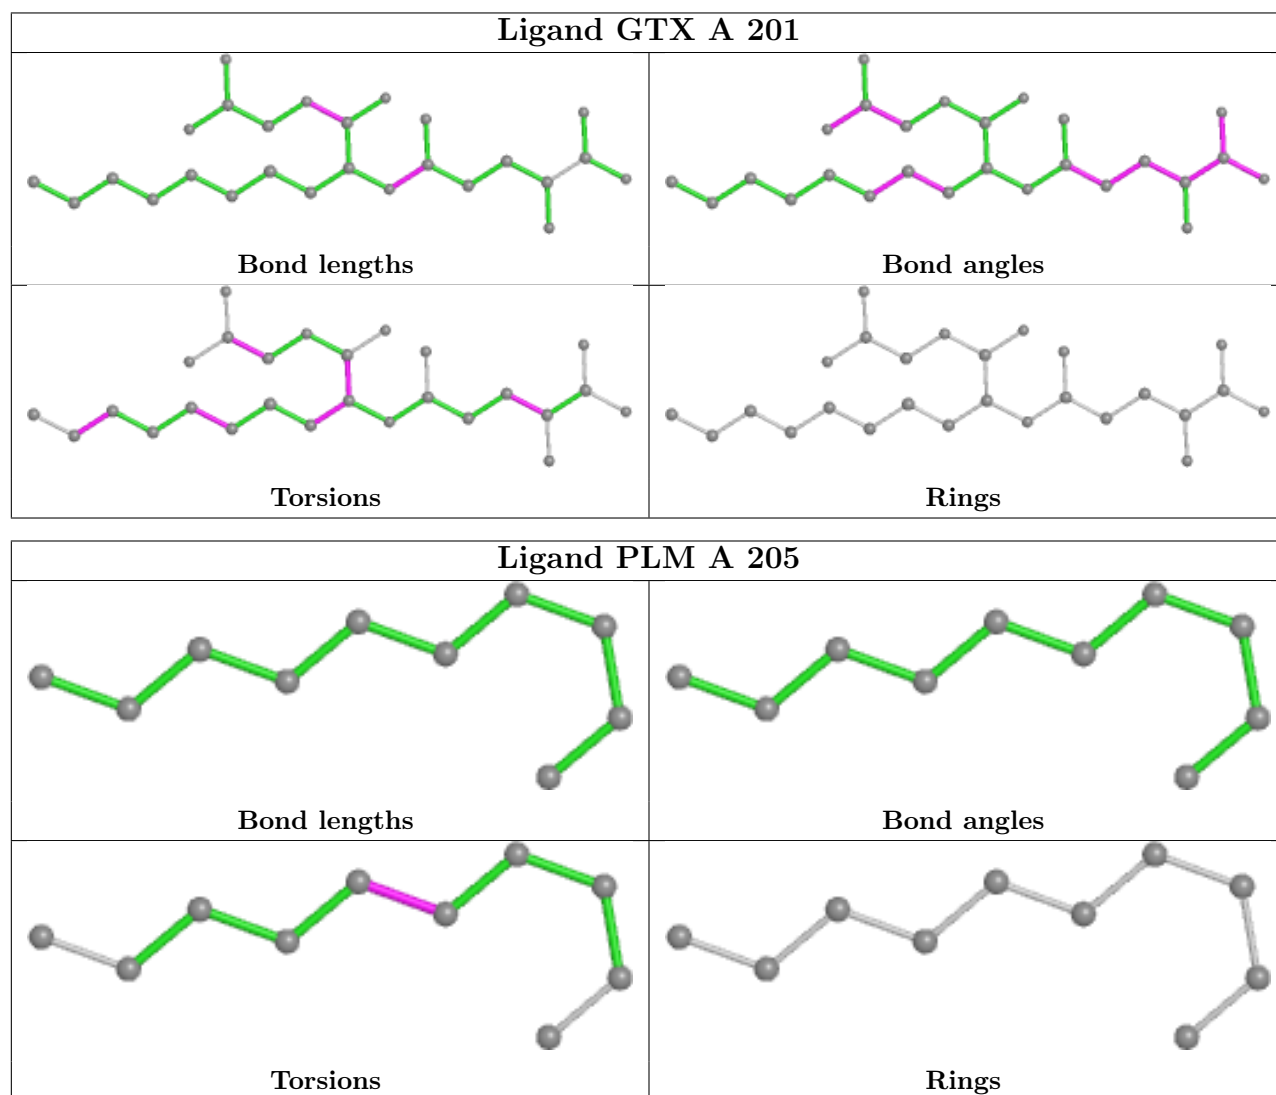 Ligand GTX A 201
Bond lengths
Bond angles
Torsions
Rings
Ligand PLM A 205
Bond lengths
Bond angles
Torsions
Rings